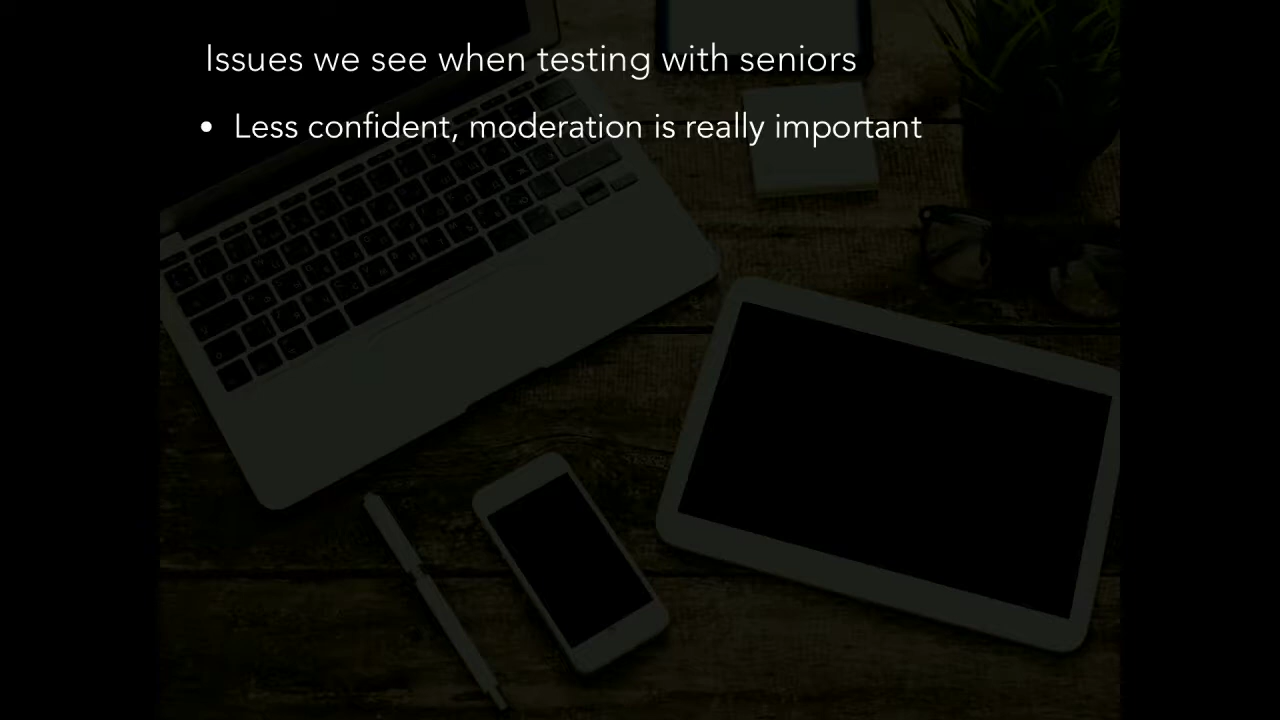 Issues we see when testing with seniors
• Less confident, moderation is really important